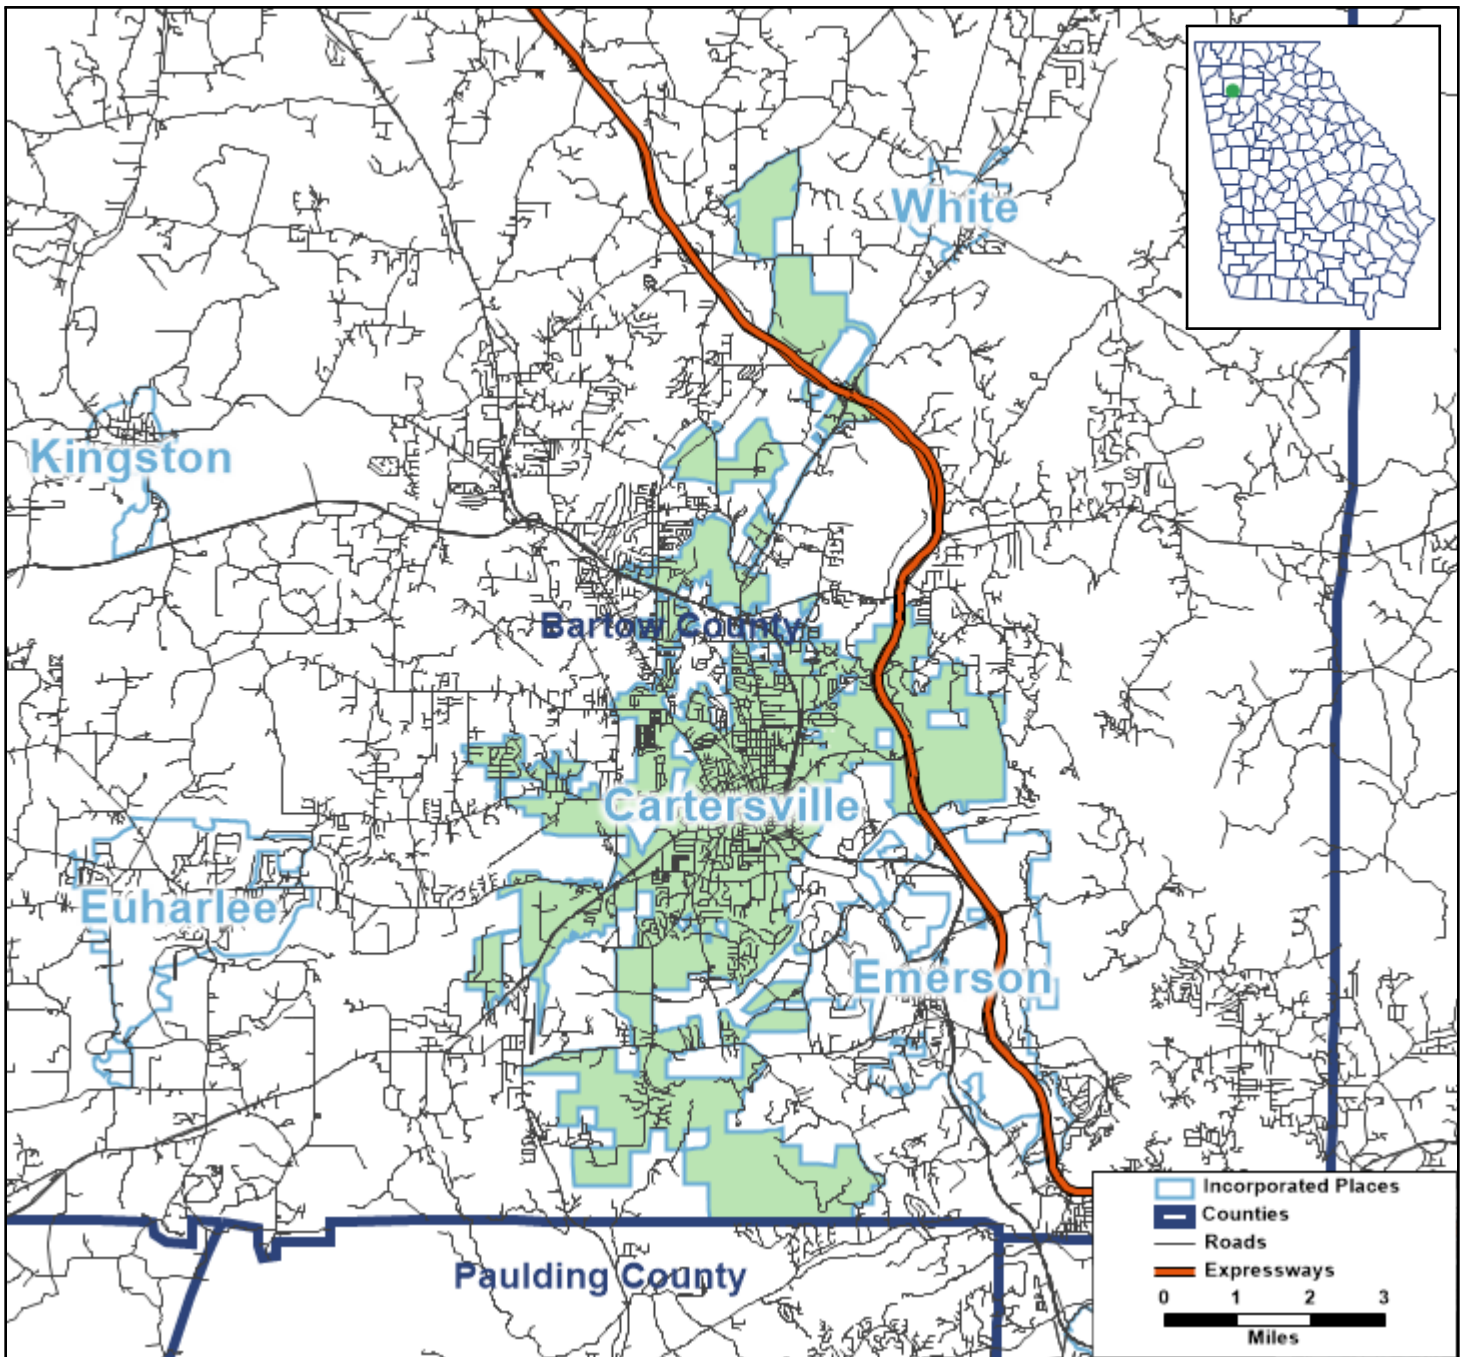 White
Kingston
Bartow County
Cartersville
Euharlee
Emerson
Paulding County
Incorporated Places
Counties
Roads
Expressways
0 1 2 3
Miles